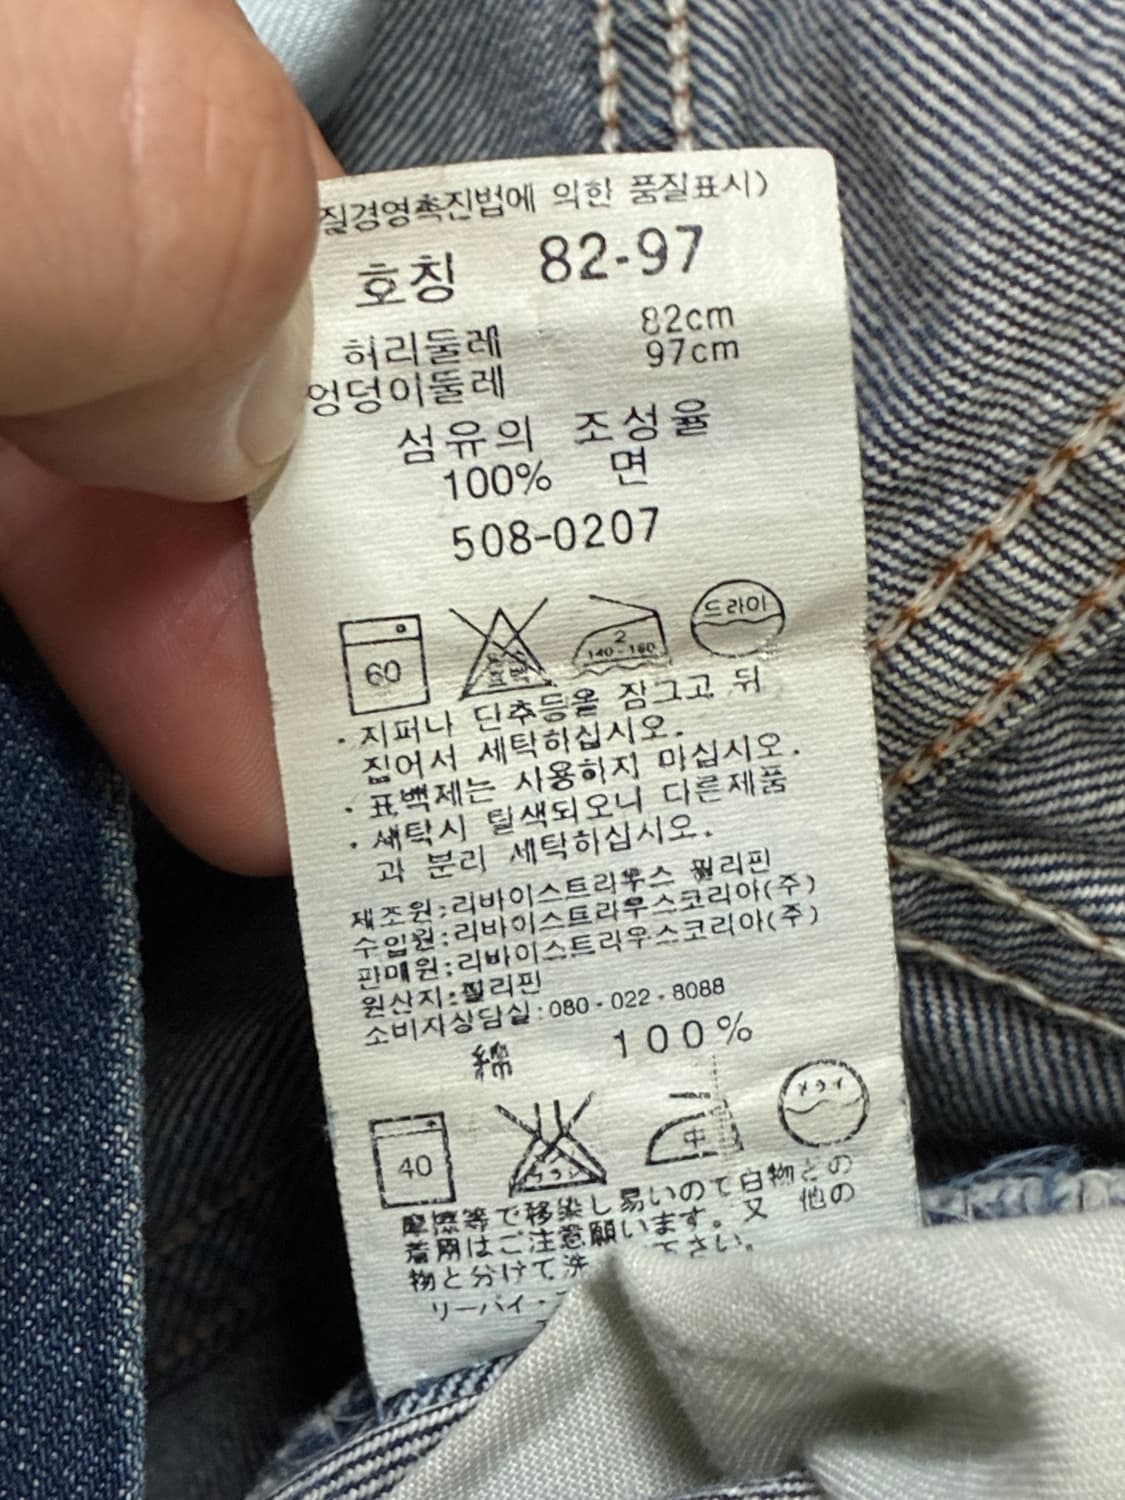 질경영촉진법에 의한 품질표시)
호칭 82-97
허리둘레 82cm
엉덩이둘레 97cm
섬유의 조성율
100% 면
508-0207
60
2
140-160
드라이
· 지퍼나 단추등을 잠그고 뒤
집어서 세탁하십시오.
· 표백제는 사용하지 마십시오.
· 세탁시 탈색되오니 다른제품
과 분리 세탁하십시오.
제조원:리바이스트라우스 필리핀
수입원:리바이스트라우스코리아(주)
판매원:리바이스트라우스코리아(주)
원산지:필리핀
소비자상담실:080-022-8088
綿 100%
40
中
摩擦等で移染し易いので白物との
着用はご注意願います。又 他の
物と分けて洗 下さい。
リーバイ・